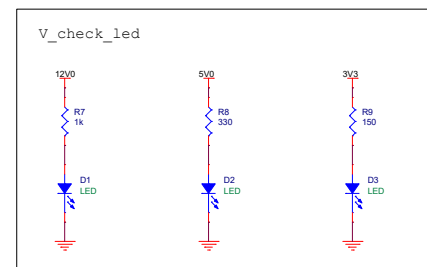 V_check_led
12V0 5V0 3V3
R7 R8 R9
1k 330 150
D1 D2 D3
LED LED LED